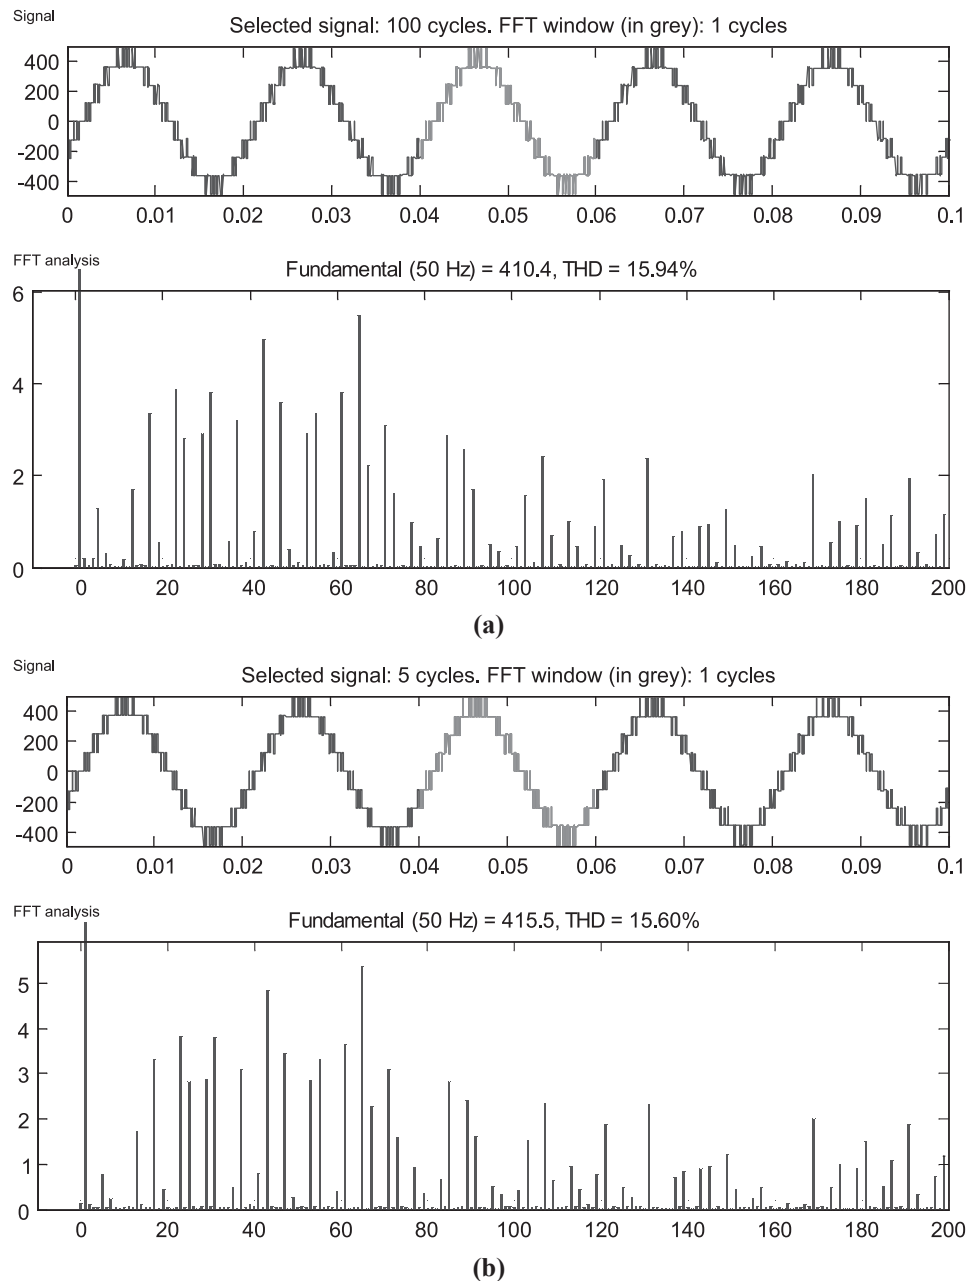 Signal
Selected signal: 100 cycles. FFT window (in grey): 1 cycles
400
200
0
-200
-400
0 0.01 0.02 0.03 0.04 0.05 0.06 0.07 0.08 0.09 0.1
FFT analysis
Fundamental (50 Hz) = 410.4, THD = 15.94%
6
4
2
0
0 20 40 60 80 100 120 140 160 180 200
(a)
Signal
Selected signal: 5 cycles. FFT window (in grey): 1 cycles
400
200
0
-200
-400
0 0.01 0.02 0.03 0.04 0.05 0.06 0.07 0.08 0.09 0.1
FFT analysis
Fundamental (50 Hz) = 415.5, THD = 15.60%
5
4
3
2
1
0
0 20 40 60 80 100 120 140 160 180 200
(b)